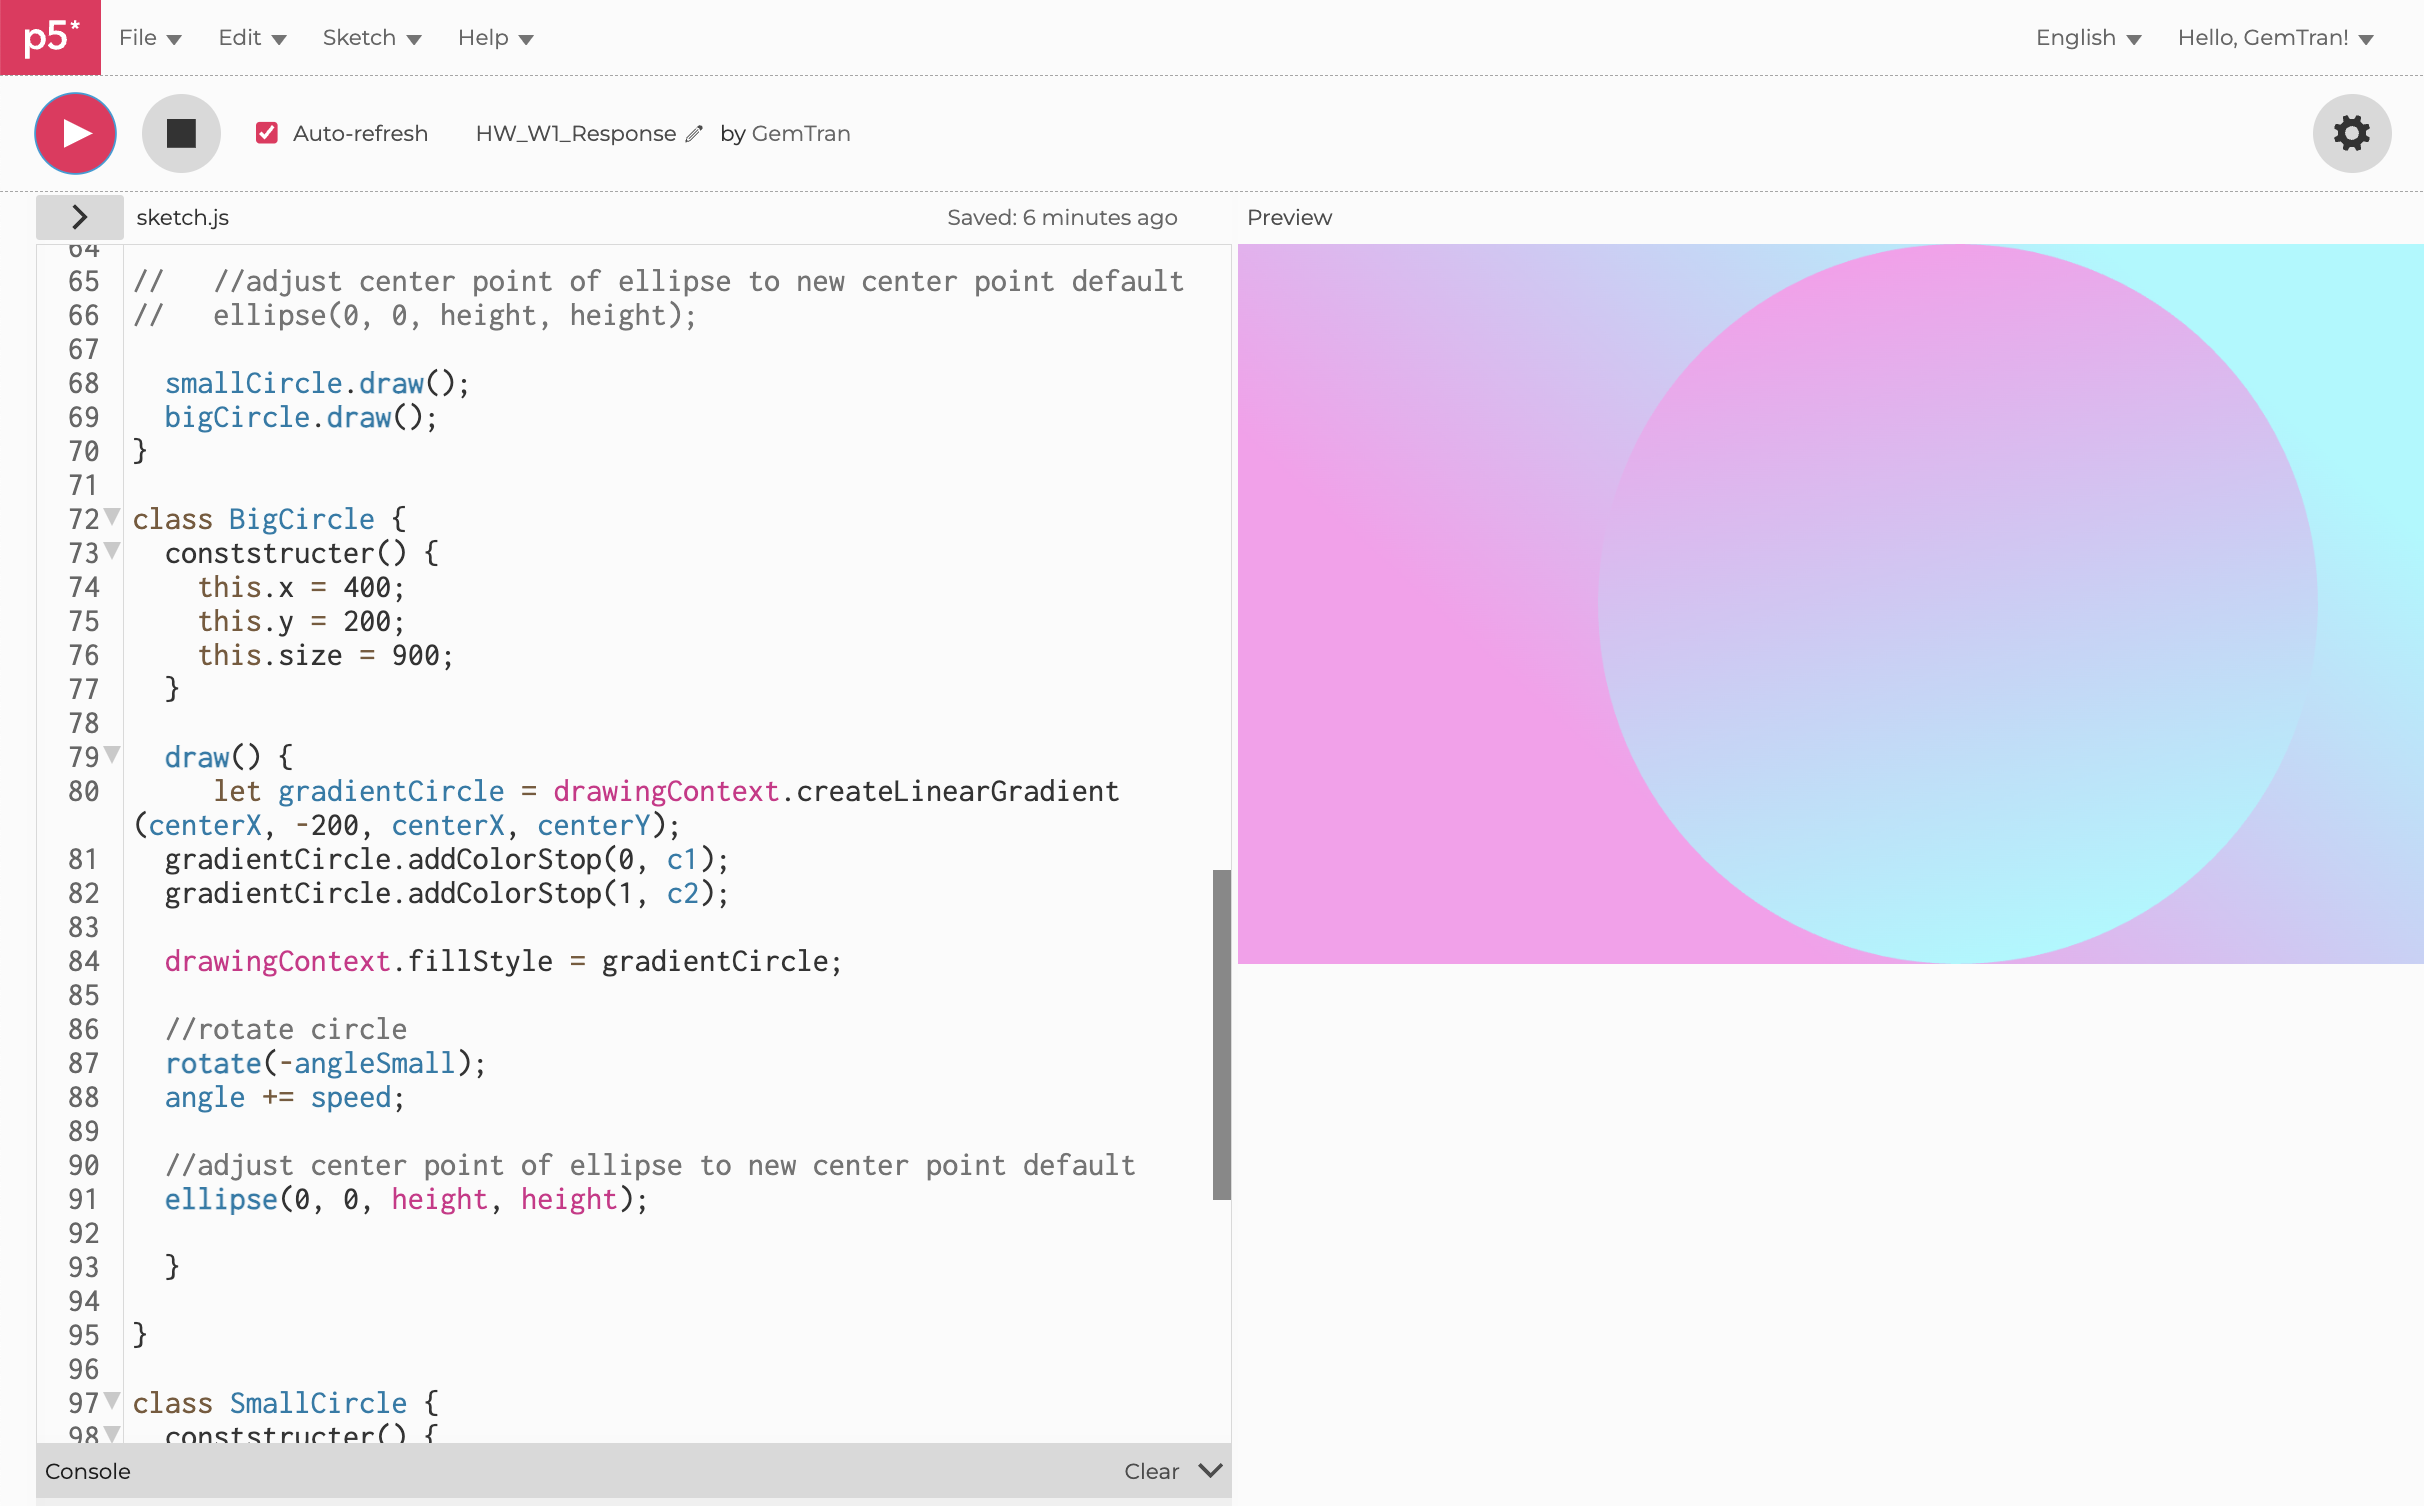 p5* File Edit Sketch Help English Hello, GemTran!
Auto-refresh HW_W1_Response by GemTran
sketch.js Saved: 6 minutes ago Preview
64
65 //   //adjust center point of ellipse to new center point default
66 //   ellipse(0, 0, height, height);
67
68   smallCircle.draw();
69   bigCircle.draw();
70 }
71
72 class BigCircle {
73   conststructer() {
74     this.x = 400;
75     this.y = 200;
76     this.size = 900;
77   }
78
79   draw() {
80      let gradientCircle = drawingContext.createLinearGradient
(centerX, -200, centerX, centerY);
81   gradientCircle.addColorStop(0, c1);
82   gradientCircle.addColorStop(1, c2);
83
84   drawingContext.fillStyle = gradientCircle;
85
86   //rotate circle
87   rotate(-angleSmall);
88   angle += speed;
89
90   //adjust center point of ellipse to new center point default
91   ellipse(0, 0, height, height);
92
93   }
94
95 }
96
97 class SmallCircle {
98   conststructer() {
Console Clear